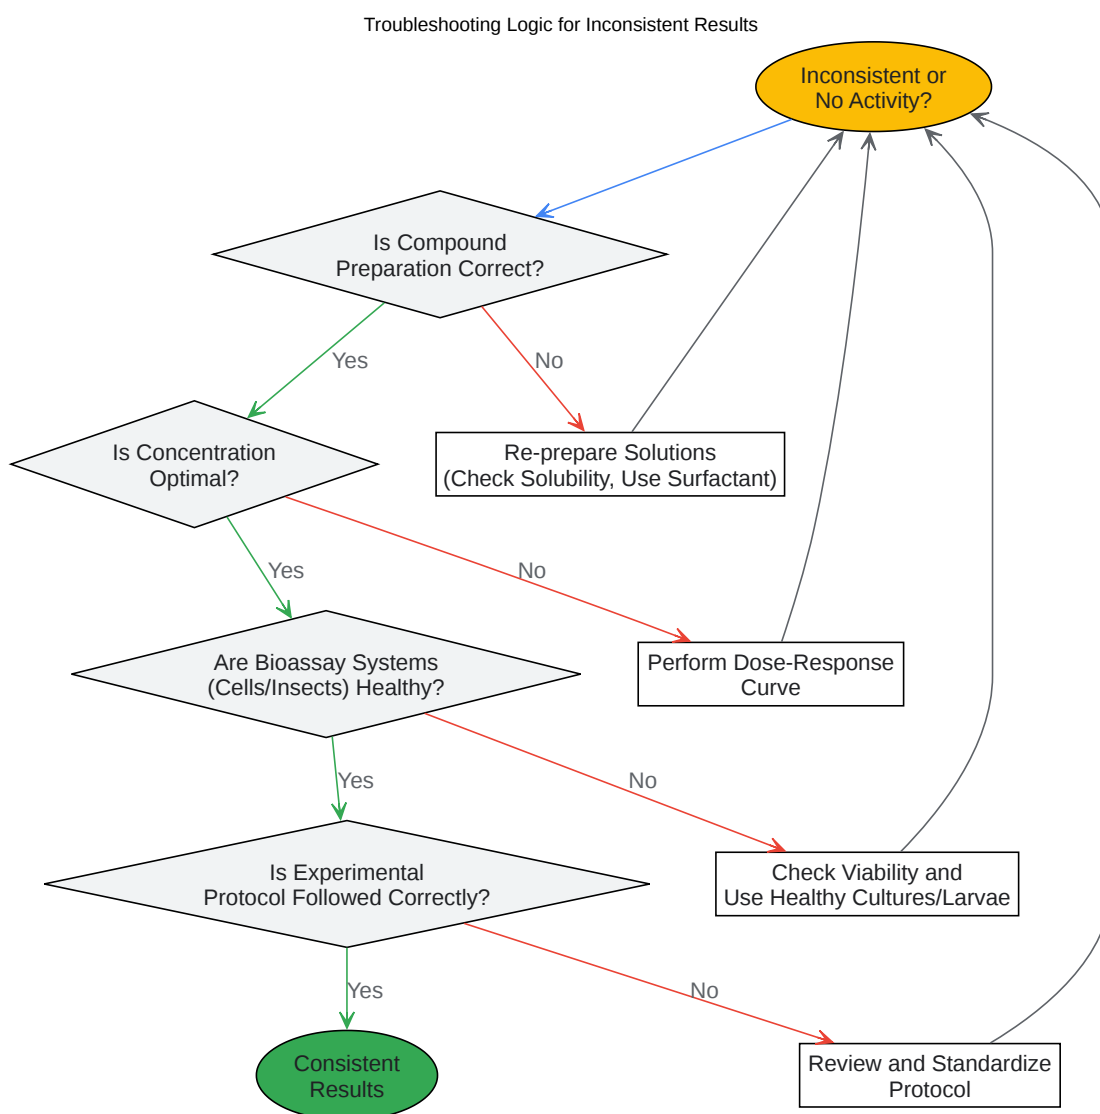 Troubleshooting Logic for Inconsistent Results
Inconsistent or
No Activity?
Is Compound
Preparation Correct?
Yes
No
Is Concentration
Optimal?
Re-prepare Solutions
(Check Solubility, Use Surfactant)
Yes
No
Are Bioassay Systems
(Cells/Insects) Healthy?
Perform Dose-Response
Curve
Yes
No
Is Experimental
Protocol Followed Correctly?
Check Viability and
Use Healthy Cultures/Larvae
Yes
No
Consistent
Results
Review and Standardize
Protocol